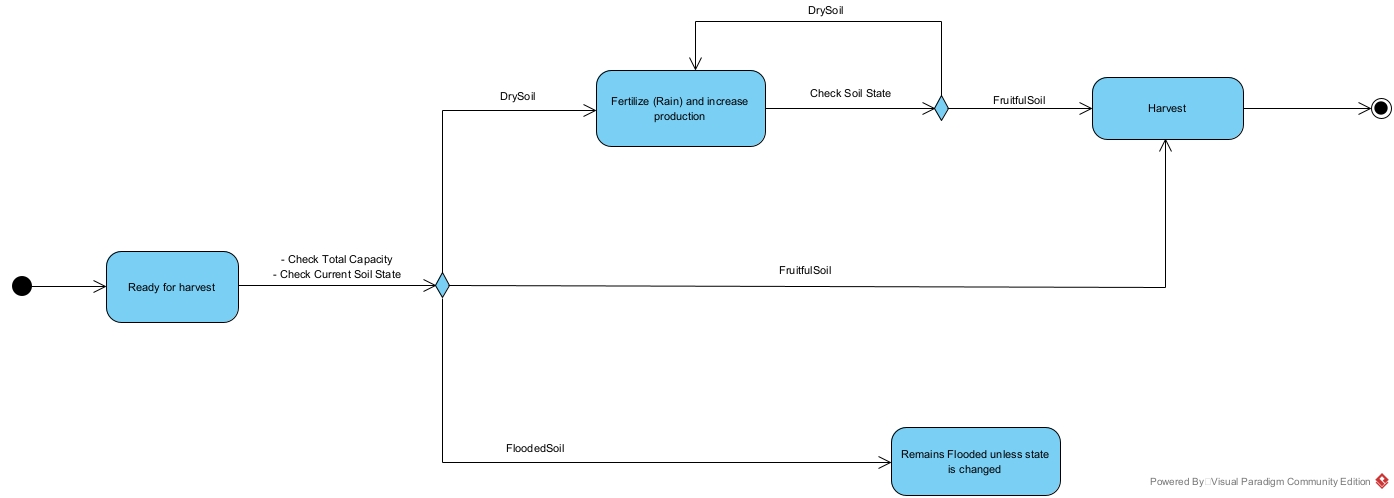 DrySoil
DrySoil
Fertilize (Rain) and increase
production
Check Soil State
FruitfulSoil
Harvest
Ready for harvest
- Check Total Capacity
- Check Current Soil State
FruitfulSoil
FloodedSoil
Remains Flooded unless state
is changed
Powered By Visual Paradigm Community Edition